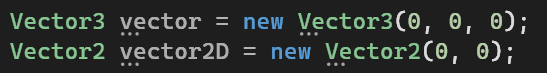 Vector3 vector = new Vector3(0, 0, 0);
Vector2 vector2D = new Vector2(0, 0);